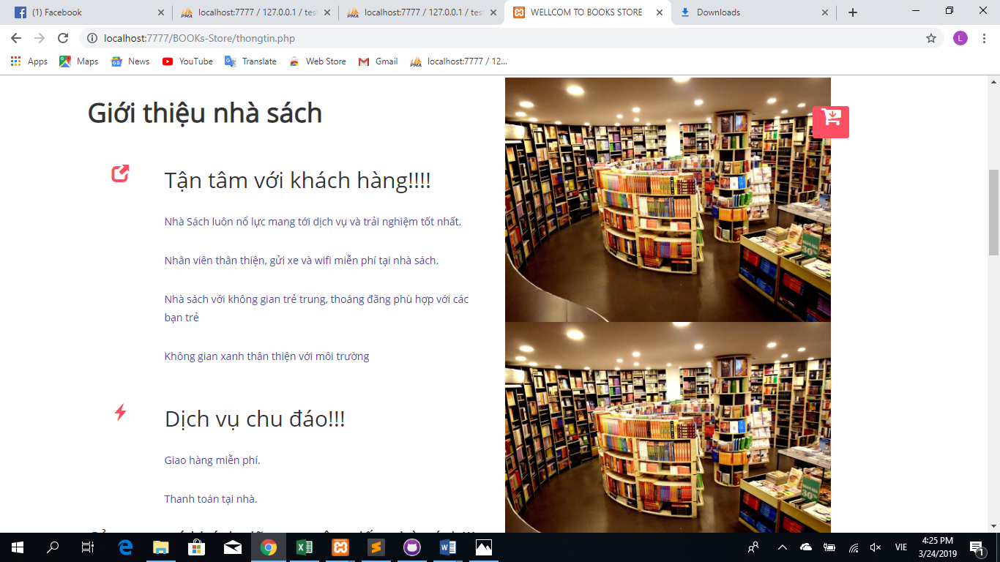 (1) Facebook
localhost:7777 / 127.0.0.1 / tes
localhost:7777 / 127.0.0.1 / tes
WELLCOM TO BOOKS STORE
Downloads
localhost:7777/BOOKs-Store/thongtin.php
L
Apps
Maps
News
YouTube
Translate
Web Store
Gmail
localhost:7777 / 12...
Giới thiệu nhà sách
Tận tâm với khách hàng!!!!
Nhà Sách luôn nổ lực mang tới dịch vụ và trải nghiệm tốt nhất.
Nhân viên thân thiện, gửi xe và wifi miễn phí tại nhà sách.
Nhà sách với không gian trẻ trung, thoáng đãng phù hợp với các
bạn trẻ
Không gian xanh thân thiện với môi trường
Dịch vụ chu đáo!!!
Giao hàng miễn phí.
Thanh toán tại nhà.
30%
30%
VIE
4:25 PM
3/24/2019
1